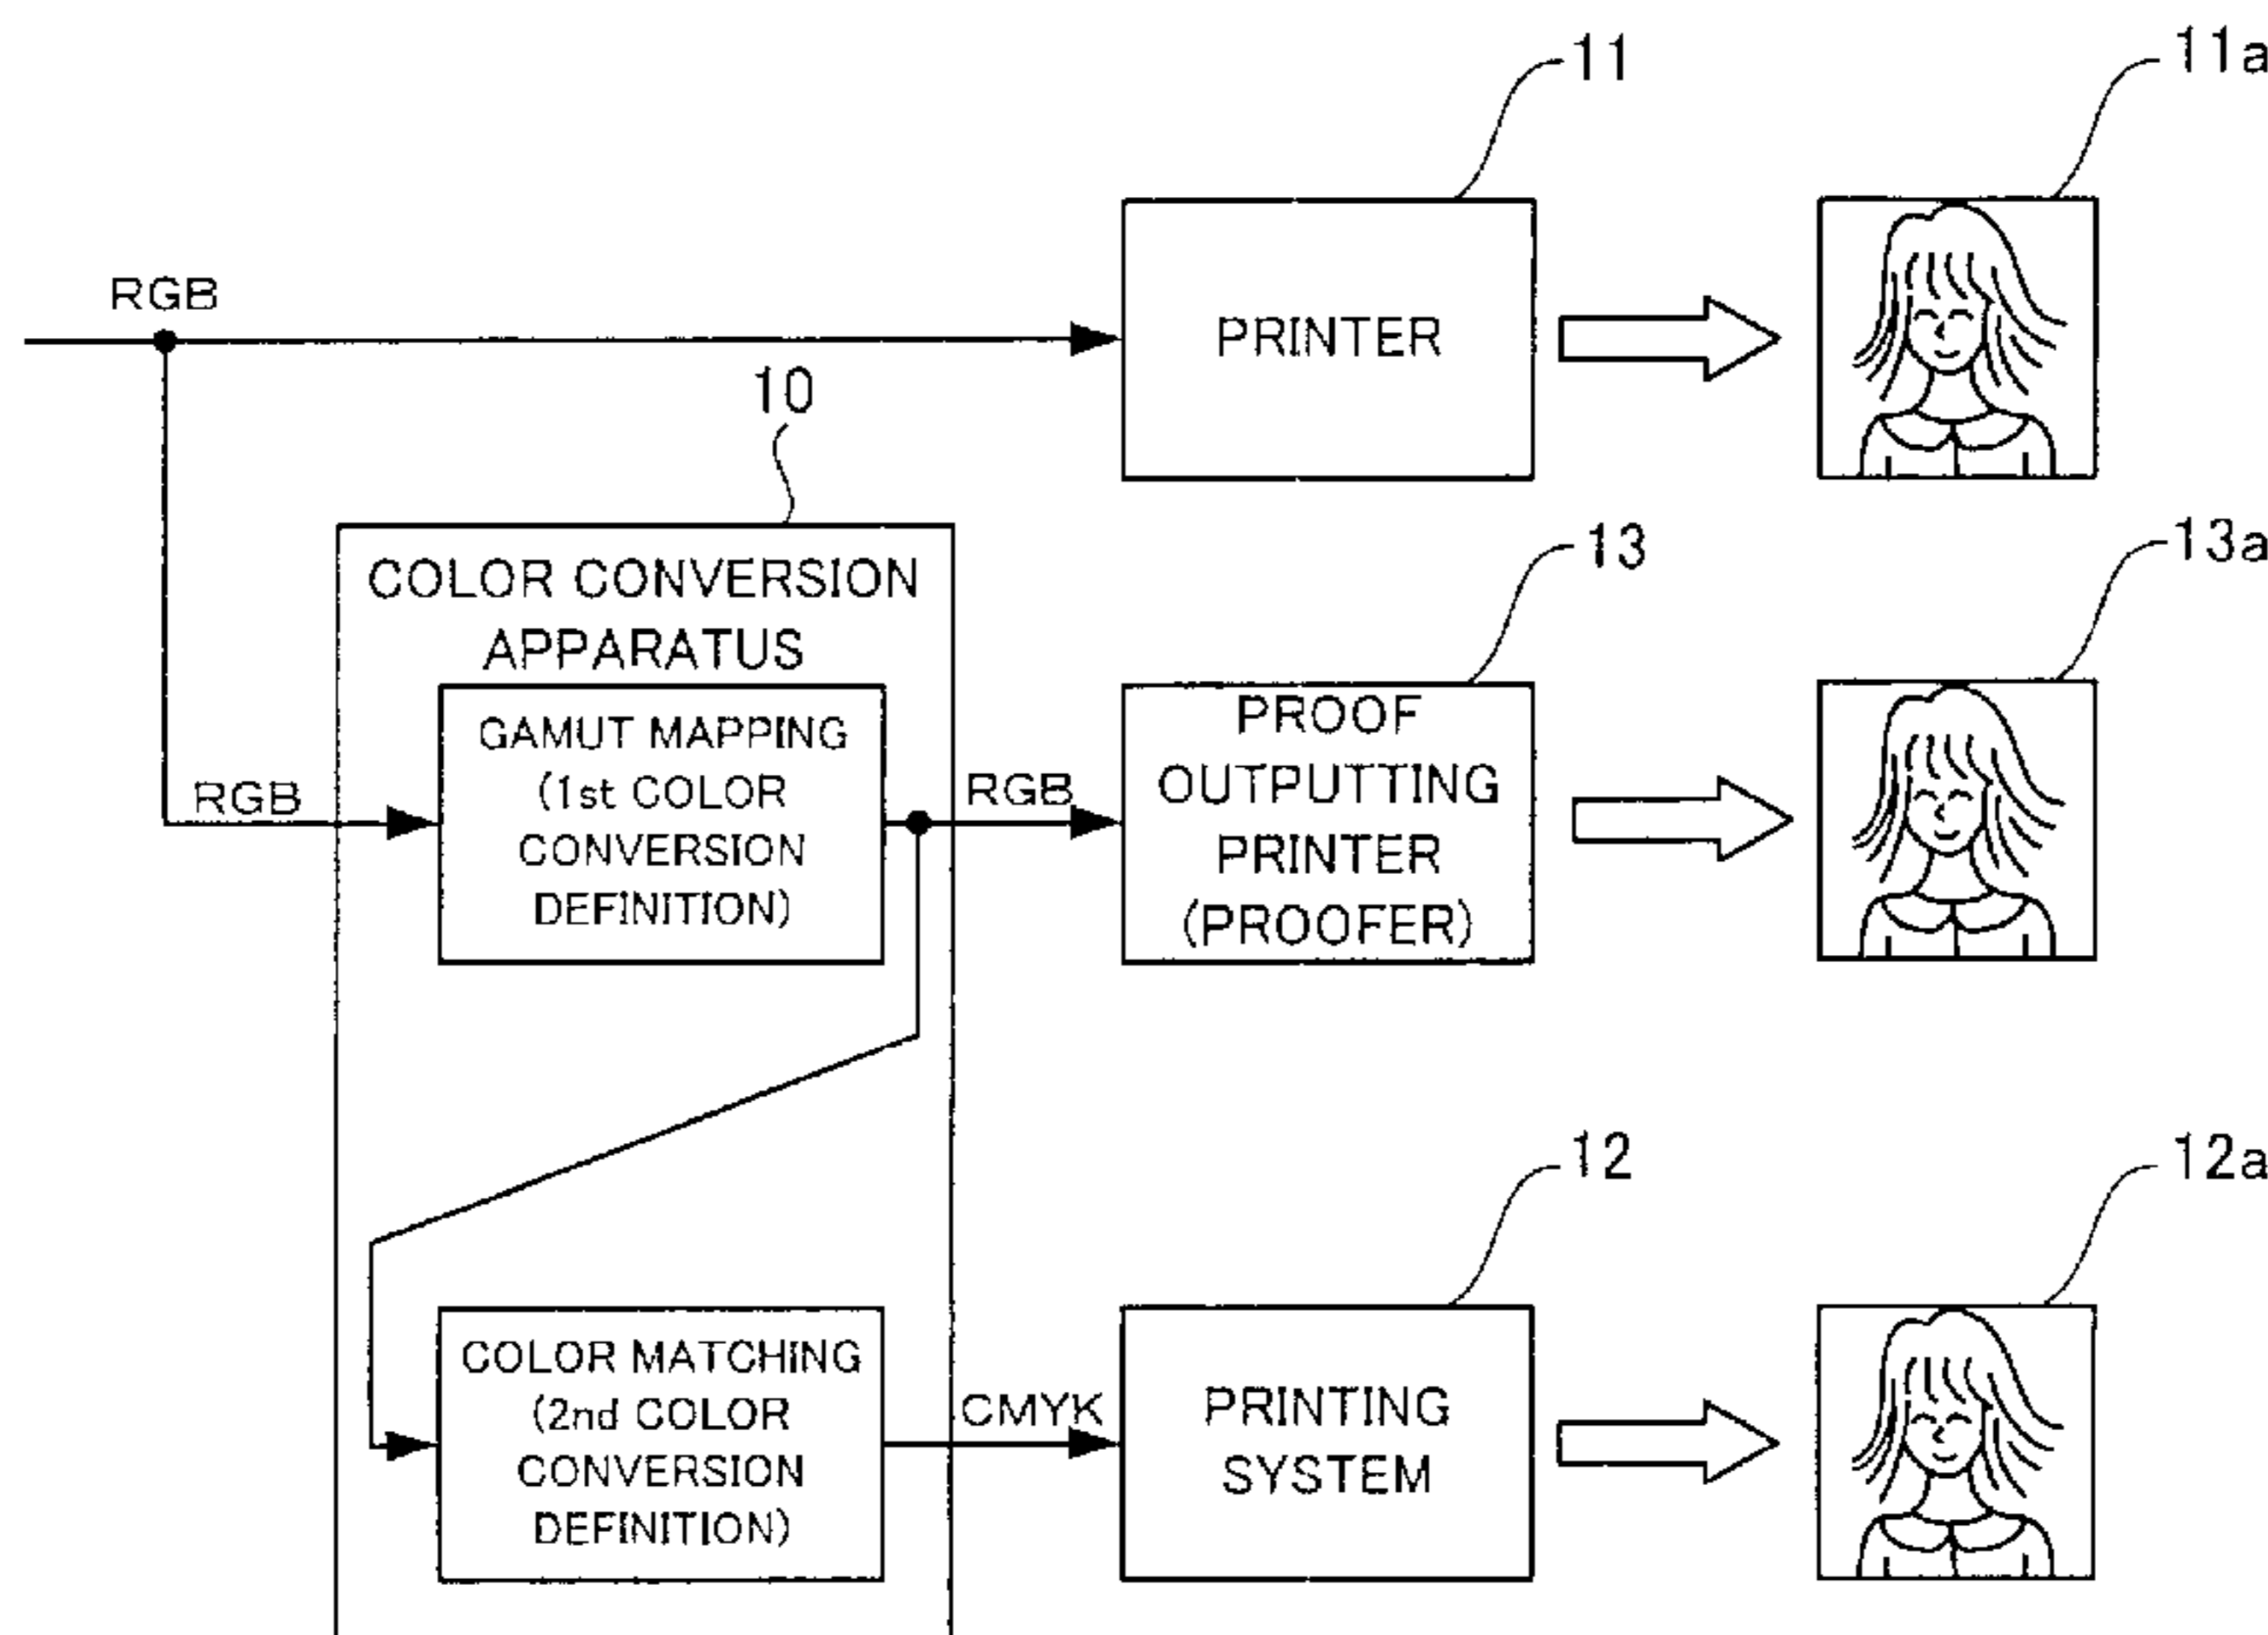 11
11a
RGB
PRINTER
10
13
13a
COLOR CONVERSION
APPARATUS
GAMUT MAPPING
(1st COLOR
CONVERSION
DEFINITION)
RGB
RGB
PROOF
OUTPUTTING
PRINTER
(PROOFER)
12
12a
COLOR MATCHING
(2nd COLOR
CONVERSION
DEFINITION)
CMYK
PRINTING
SYSTEM